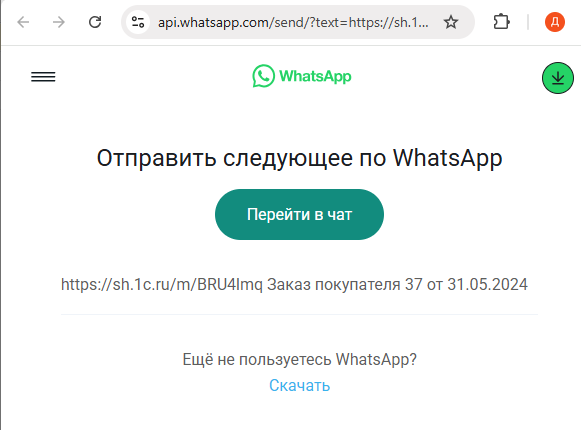 api.whatsapp.com/send/?text=https://sh.1...
Д
WhatsApp
Отправить следующее по WhatsApp
Перейти в чат
https://sh.1c.ru/m/BRU4lmq Заказ покупателя 37 от 31.05.2024
Ещё не пользуетесь WhatsApp?
Скачать